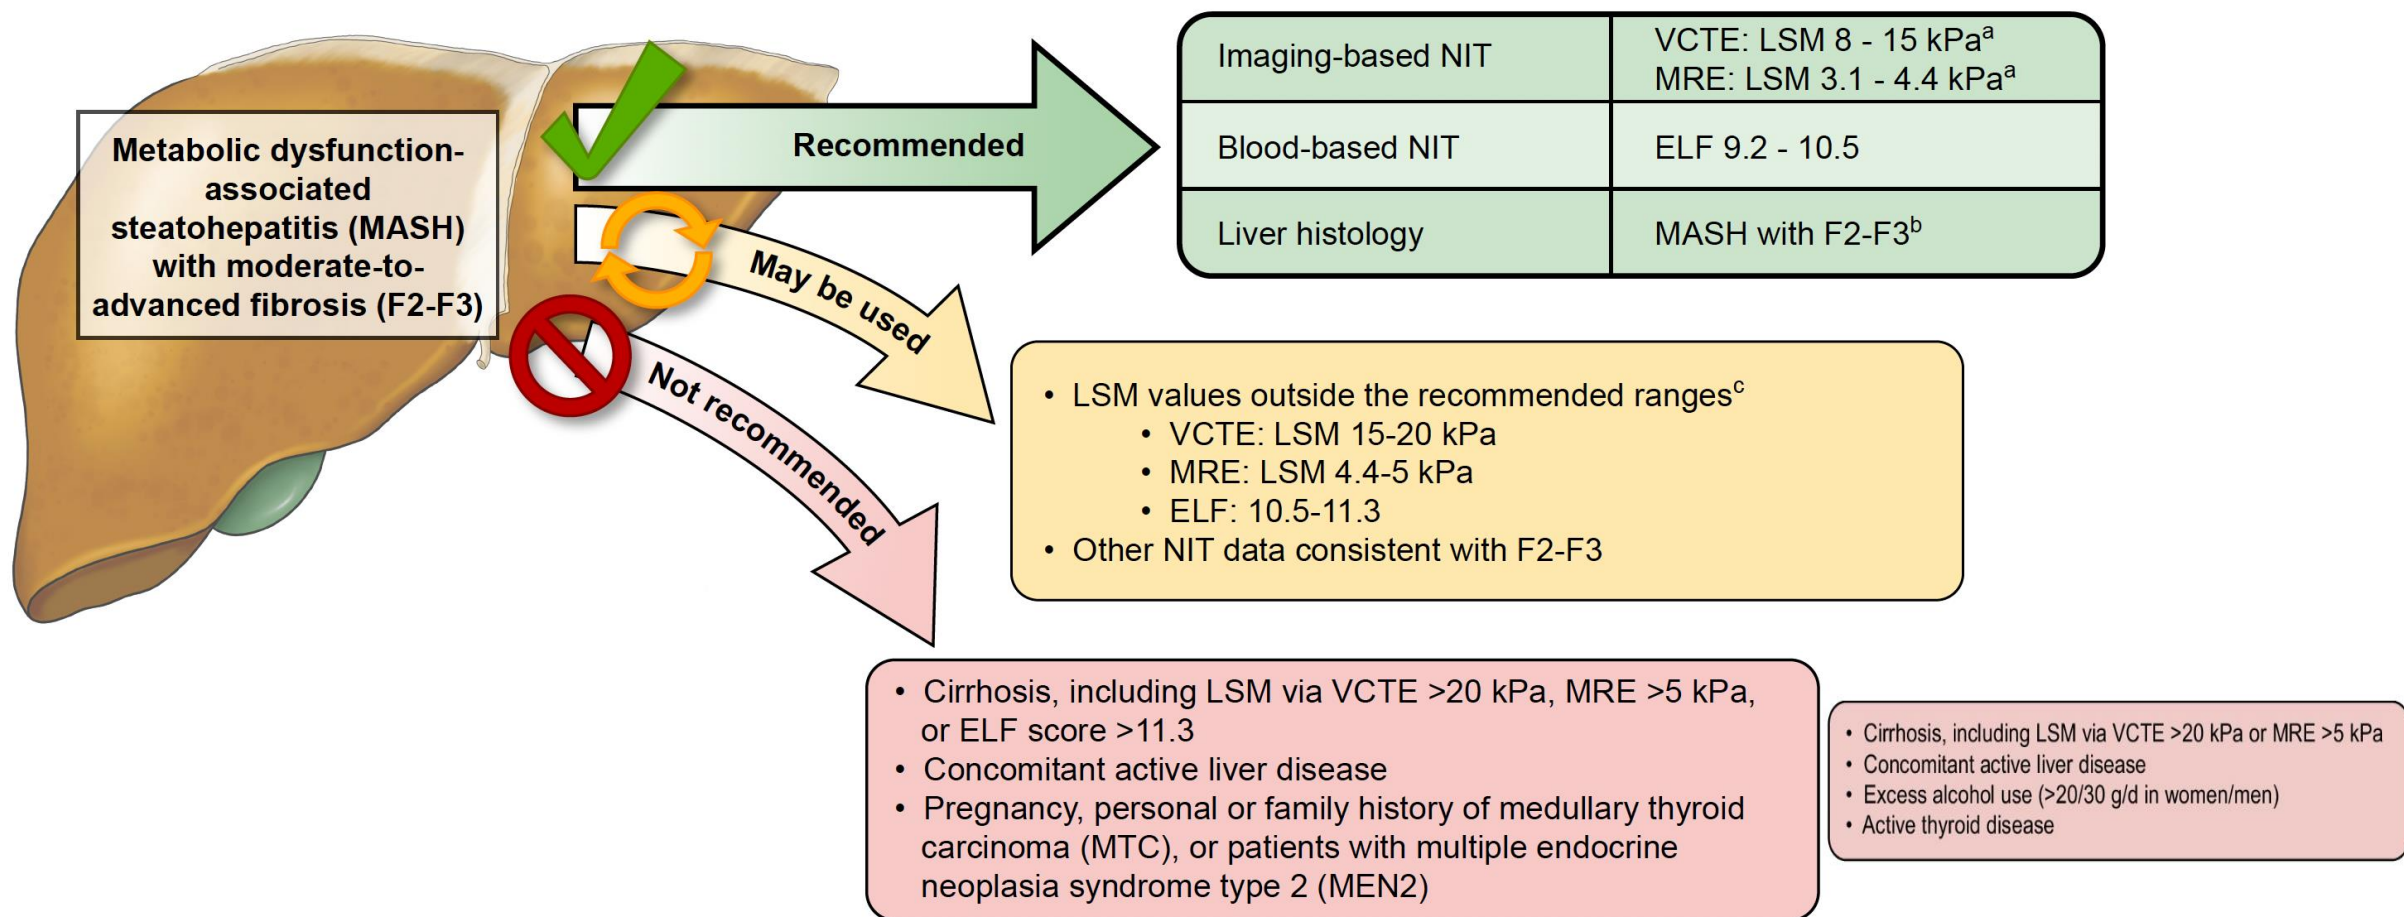 Metabolic dysfunction-
associated
steatohepatitis (MASH)
with moderate-to-
advanced fibrosis (F2-F3)
Recommended
Imaging-based NIT
VCTE: LSM 8 - 15 kPaᵃ
MRE: LSM 3.1 - 4.4 kPaᵃ
Blood-based NIT
ELF 9.2 - 10.5
Liver histology
MASH with F2-F3ᵇ
May be used
• LSM values outside the recommended rangesᶜ
• VCTE: LSM 15-20 kPa
• MRE: LSM 4.4-5 kPa
• ELF: 10.5-11.3
• Other NIT data consistent with F2-F3
Not recommended
• Cirrhosis, including LSM via VCTE >20 kPa, MRE >5 kPa,
or ELF score >11.3
• Concomitant active liver disease
• Pregnancy, personal or family history of medullary thyroid
carcinoma (MTC), or patients with multiple endocrine
neoplasia syndrome type 2 (MEN2)
• Cirrhosis, including LSM via VCTE >20 kPa or MRE >5 kPa
• Concomitant active liver disease
• Excess alcohol use (>20/30 g/d in women/men)
• Active thyroid disease